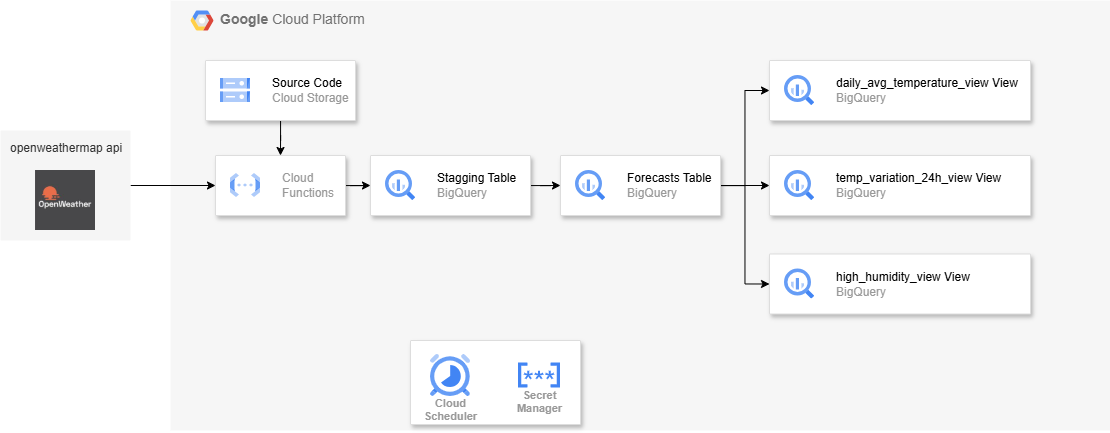 Google Cloud Platform
Source Code
Cloud Storage
daily_avg_temperature_view View
BigQuery
openweathermap api
OpenWeather
Cloud
Functions
Stagging Table
BigQuery
Forecasts Table
BigQuery
temp_variation_24h_view View
BigQuery
high_humidity_view View
BigQuery
Cloud
Scheduler
[***]
Secret
Manager